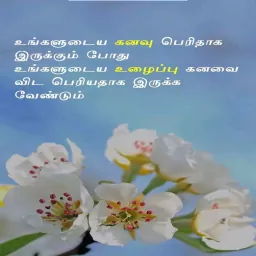 உங்களுடைய கனவு பெரிதாக
இருக்கும் போது
உங்களுடைய உழைப்பு கனவை
விட பெரியதாக இருக்க
வேண்டும்